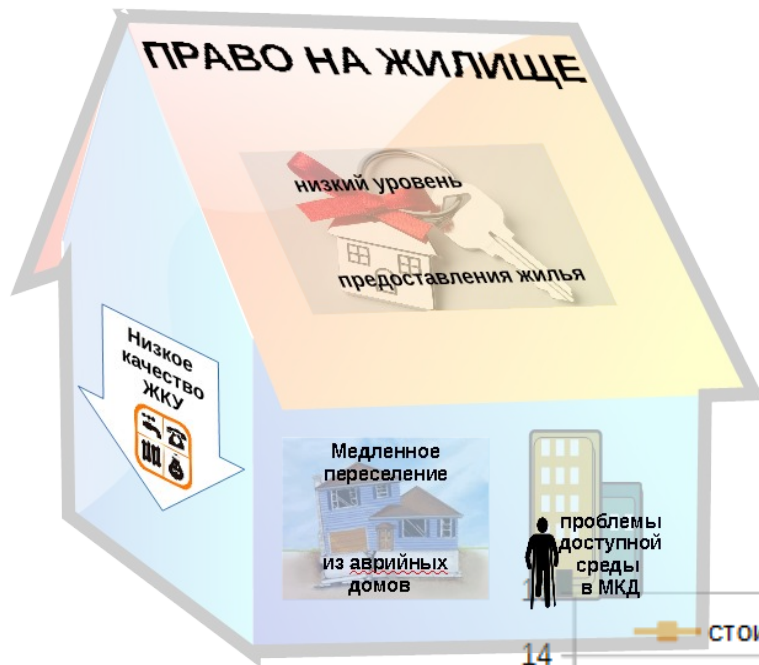 ПРАВО НА ЖИЛИЩЕ
низкий уровень
предоставления жилья
Низкое
качество
ЖКУ
Медленное
переселение
из аврийных
домов
проблемы
доступной
среды
в МКД
14